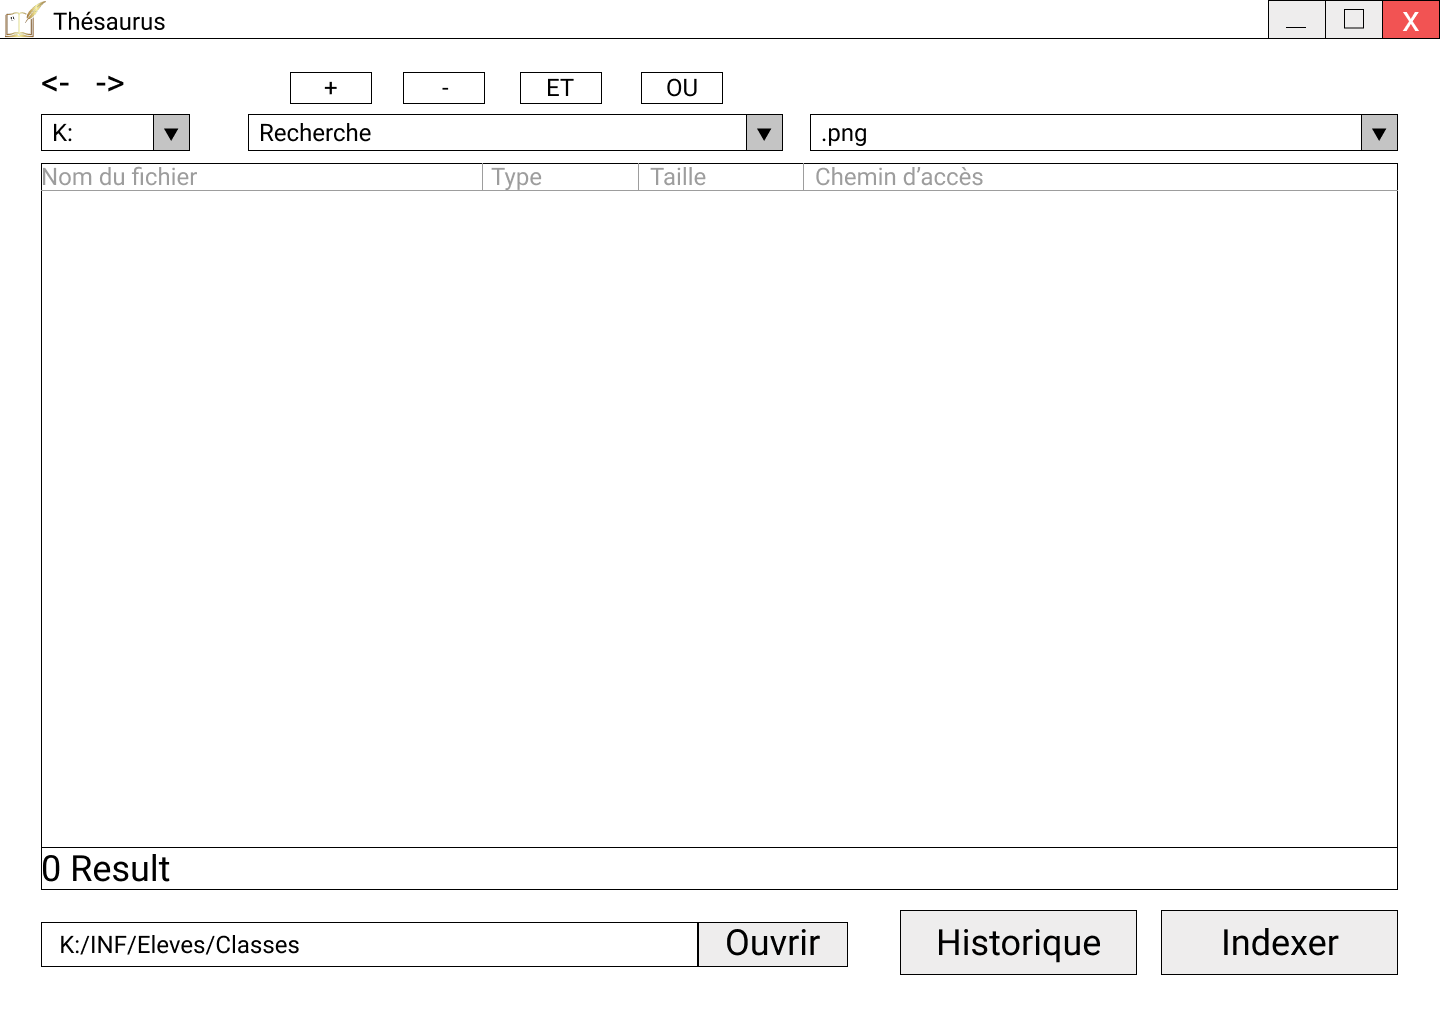 Thésaurus
X
<- ->
+ - ET OU
K: Recherche .png
Nom du fichier Type Taille Chemin d’accès
0 Result
K:/INF/Eleves/Classes Ouvrir Historique Indexer